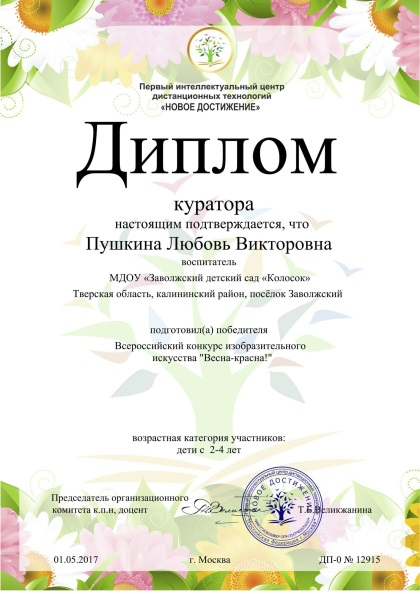 Первый интеллектуальный центр
дистанционных технологий
«НОВОЕ ДОСТИЖЕНИЕ»
Диплом
куратора
настоящим подтверждается, что
Пушкина Любовь Викторовна
воспитатель
МДОУ «Заволжский детский сад «Колосок»
Тверская область, калининский район, посёлок Заволжский
подготовил(а) победителя
Всероссийский конкурс изобразительного
искусства "Весна-красна!"
возрастная категория участников:
дети с 2-4 лет
Председатель организационного
комитета к.п.н, доцент
Т.Б.Великжанина
НОВОЕ ДОСТИЖЕНИЕ
01.05.2017
г. Москва
ДП-0 № 12915